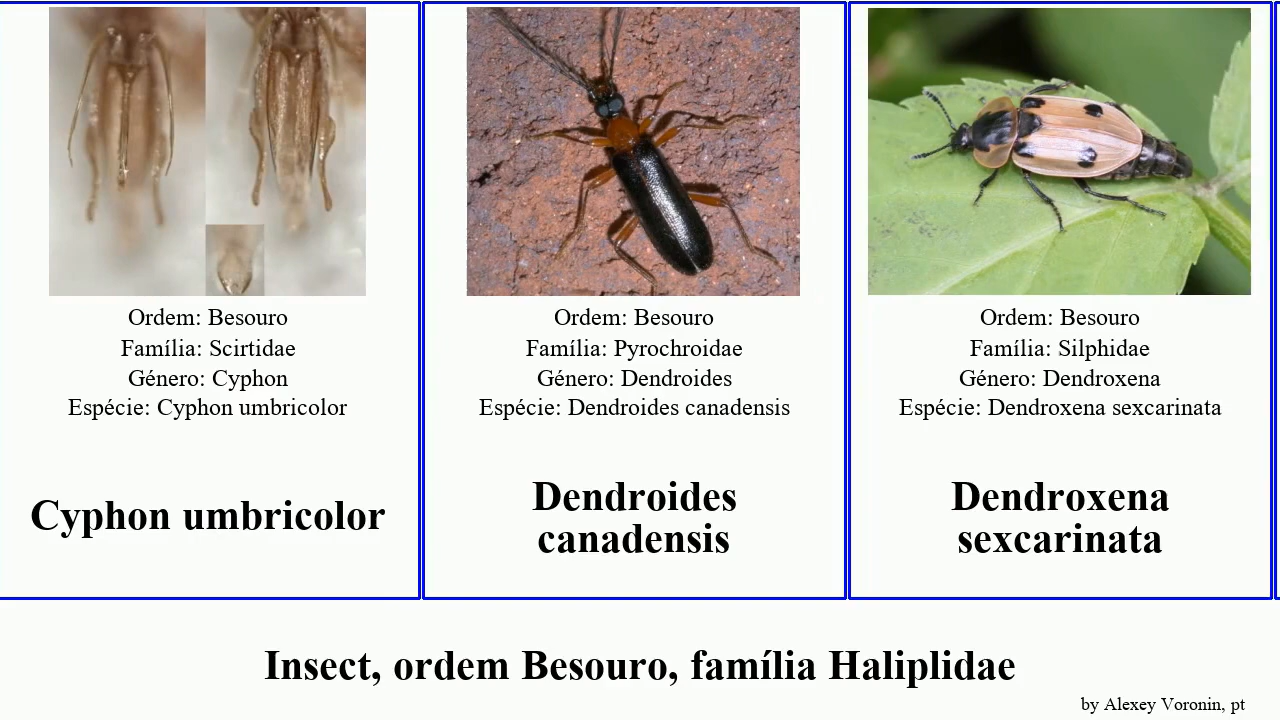 Ordem: Besouro
Família: Scirtidae
Género: Cyphon
Espécie: Cyphon umbricolor
Cyphon umbricolor
Ordem: Besouro
Família: Pyrochroidae
Género: Dendroides
Espécie: Dendroides canadensis
Dendroides
canadensis
Ordem: Besouro
Família: Silphidae
Género: Dendroxena
Espécie: Dendroxena sexcarinata
Dendroxena
sexcarinata
Insect, ordem Besouro, família Haliplidae
by Alexey Voronin, pt